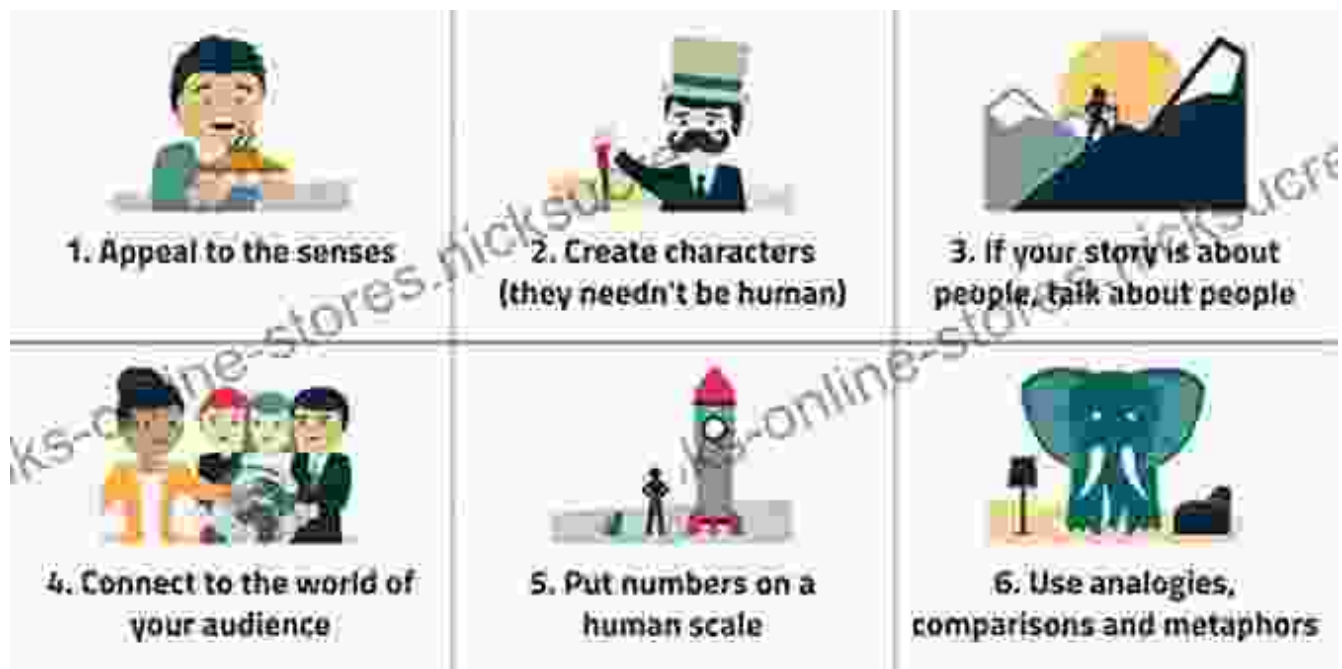 1. Appeal to the senses
2. Create characters
(they needn't be human)
3. If your story is about
people, talk about people
4. Connect to the world of
your audience
5. Put numbers on a
human scale
6. Use analogies,
comparisons and metaphors